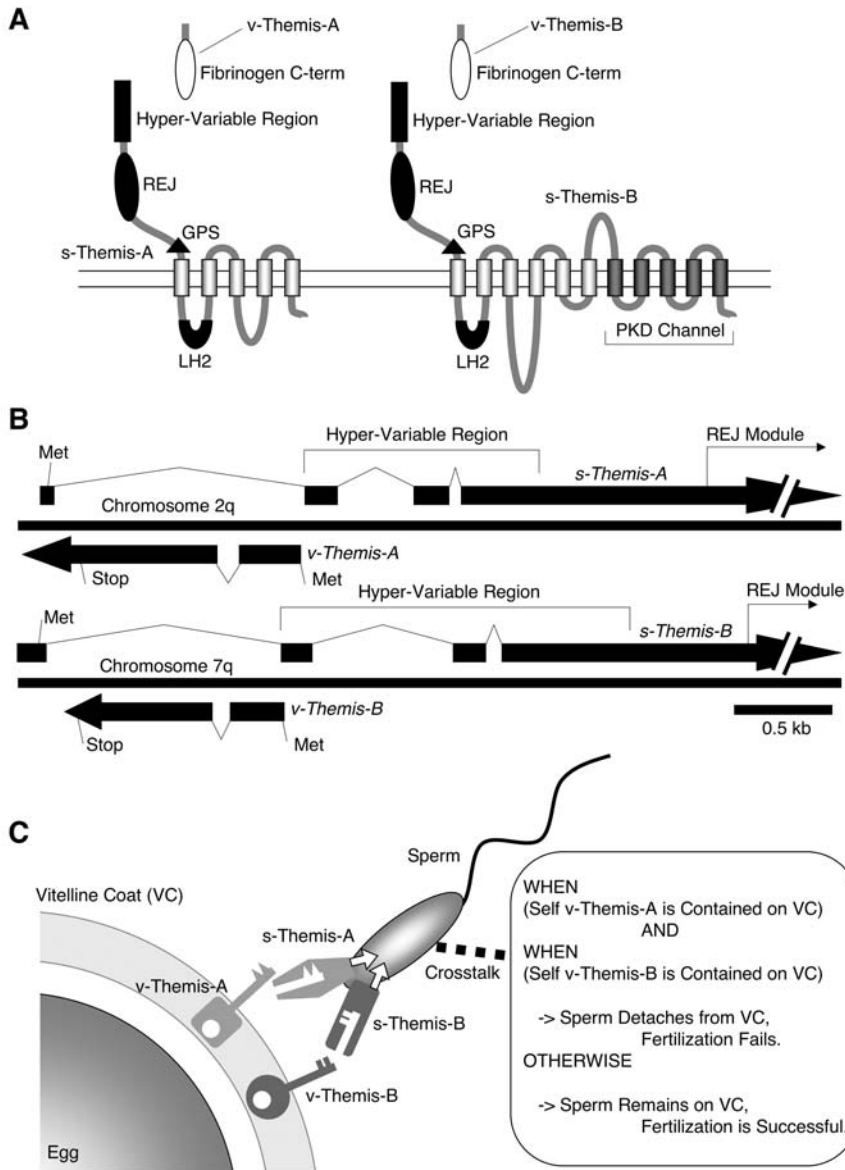 A
v-Themis-A
Fibrinogen C-term
Hyper-Variable Region
REJ
GPS
s-Themis-A
LH2
v-Themis-B
Fibrinogen C-term
Hyper-Variable Region
REJ
s-Themis-B
GPS
LH2
PKD Channel
B
Met
Hyper-Variable Region
REJ Module
s-Themis-A
Chromosome 2q
v-Themis-A
Stop
Met
Met
Hyper-Variable Region
REJ Module
s-Themis-B
Chromosome 7q
v-Themis-B
Stop
Met
0.5 kb
C
Sperm
Vitelline Coat (VC)
s-Themis-A
v-Themis-A
Crosstalk
s-Themis-B
v-Themis-B
Egg
WHEN
(Self v-Themis-A is Contained on VC)
AND
WHEN
(Self v-Themis-B is Contained on VC)
-> Sperm Detaches from VC,
Fertilization Fails.
OTHERWISE
-> Sperm Remains on VC,
Fertilization is Successful.